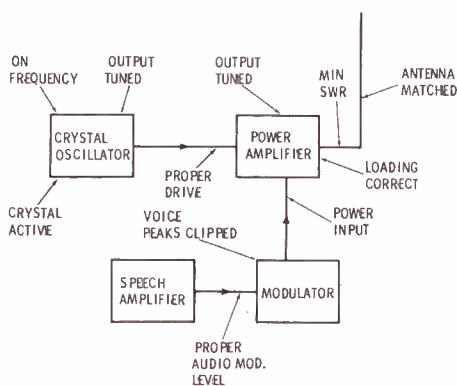 ON
FREQUENCY
OUTPUT
TUNED
OUTPUT
TUNED
MIN
SWR
ANTENNA
MATCHED
CRYSTAL
OSCILLATOR
POWER
AMPLIFIER
PROPER
DRIVE
LOADING
CORRECT
CRYSTAL
ACTIVE
VOICE
PEAKS CLIPPED
POWER
INPUT
SPEECH
AMPLIFIER
MODULATOR
PROPER
AUDIO MOD.
LEVEL